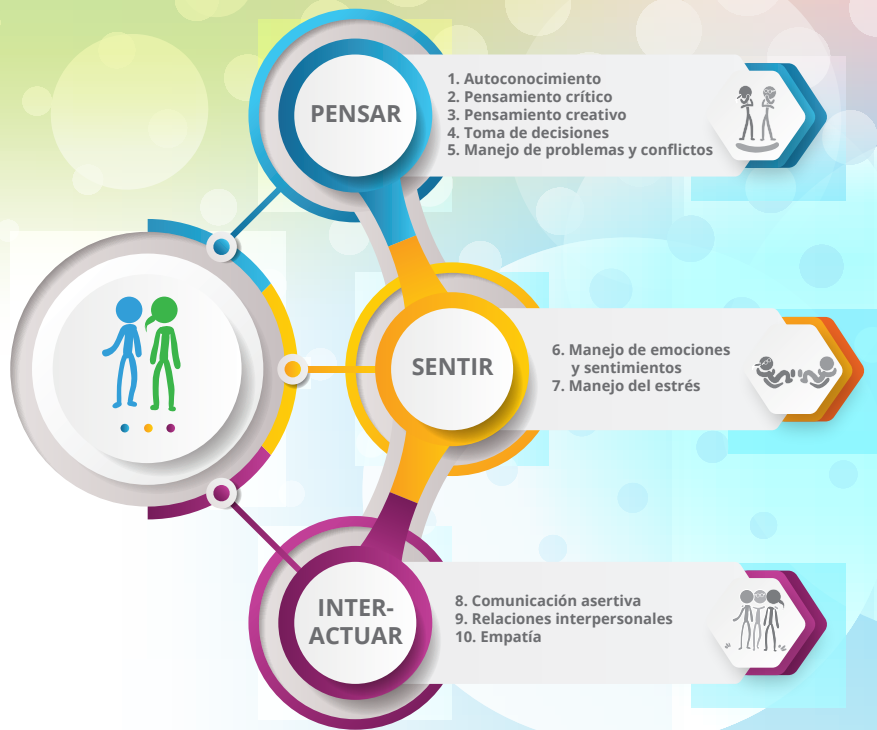 PENSAR
1. Autoconocimiento
2. Pensamiento crítico
3. Pensamiento creativo
4. Toma de decisiones
5. Manejo de problemas y conflictos
SENTIR
6. Manejo de emociones
y sentimientos
7. Manejo del estrés
INTER-
ACTUAR
8. Comunicación asertiva
9. Relaciones interpersonales
10. Empatía